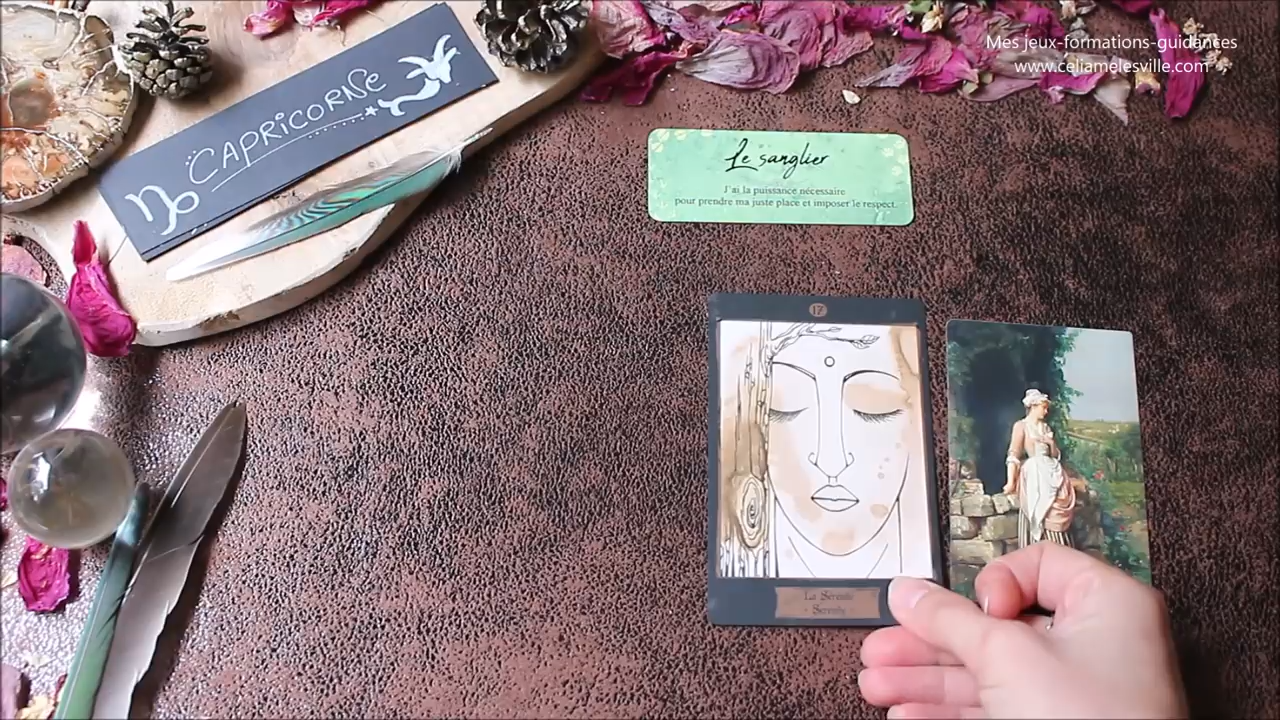 Mes jeux-formations-guidances
www.celiamelesville.com
♑ CAPRICORNE
Le sanglier
J'ai la puissance nécessaire
pour prendre ma juste place et imposer le respect.
17
La Sérénité
- Serenity -